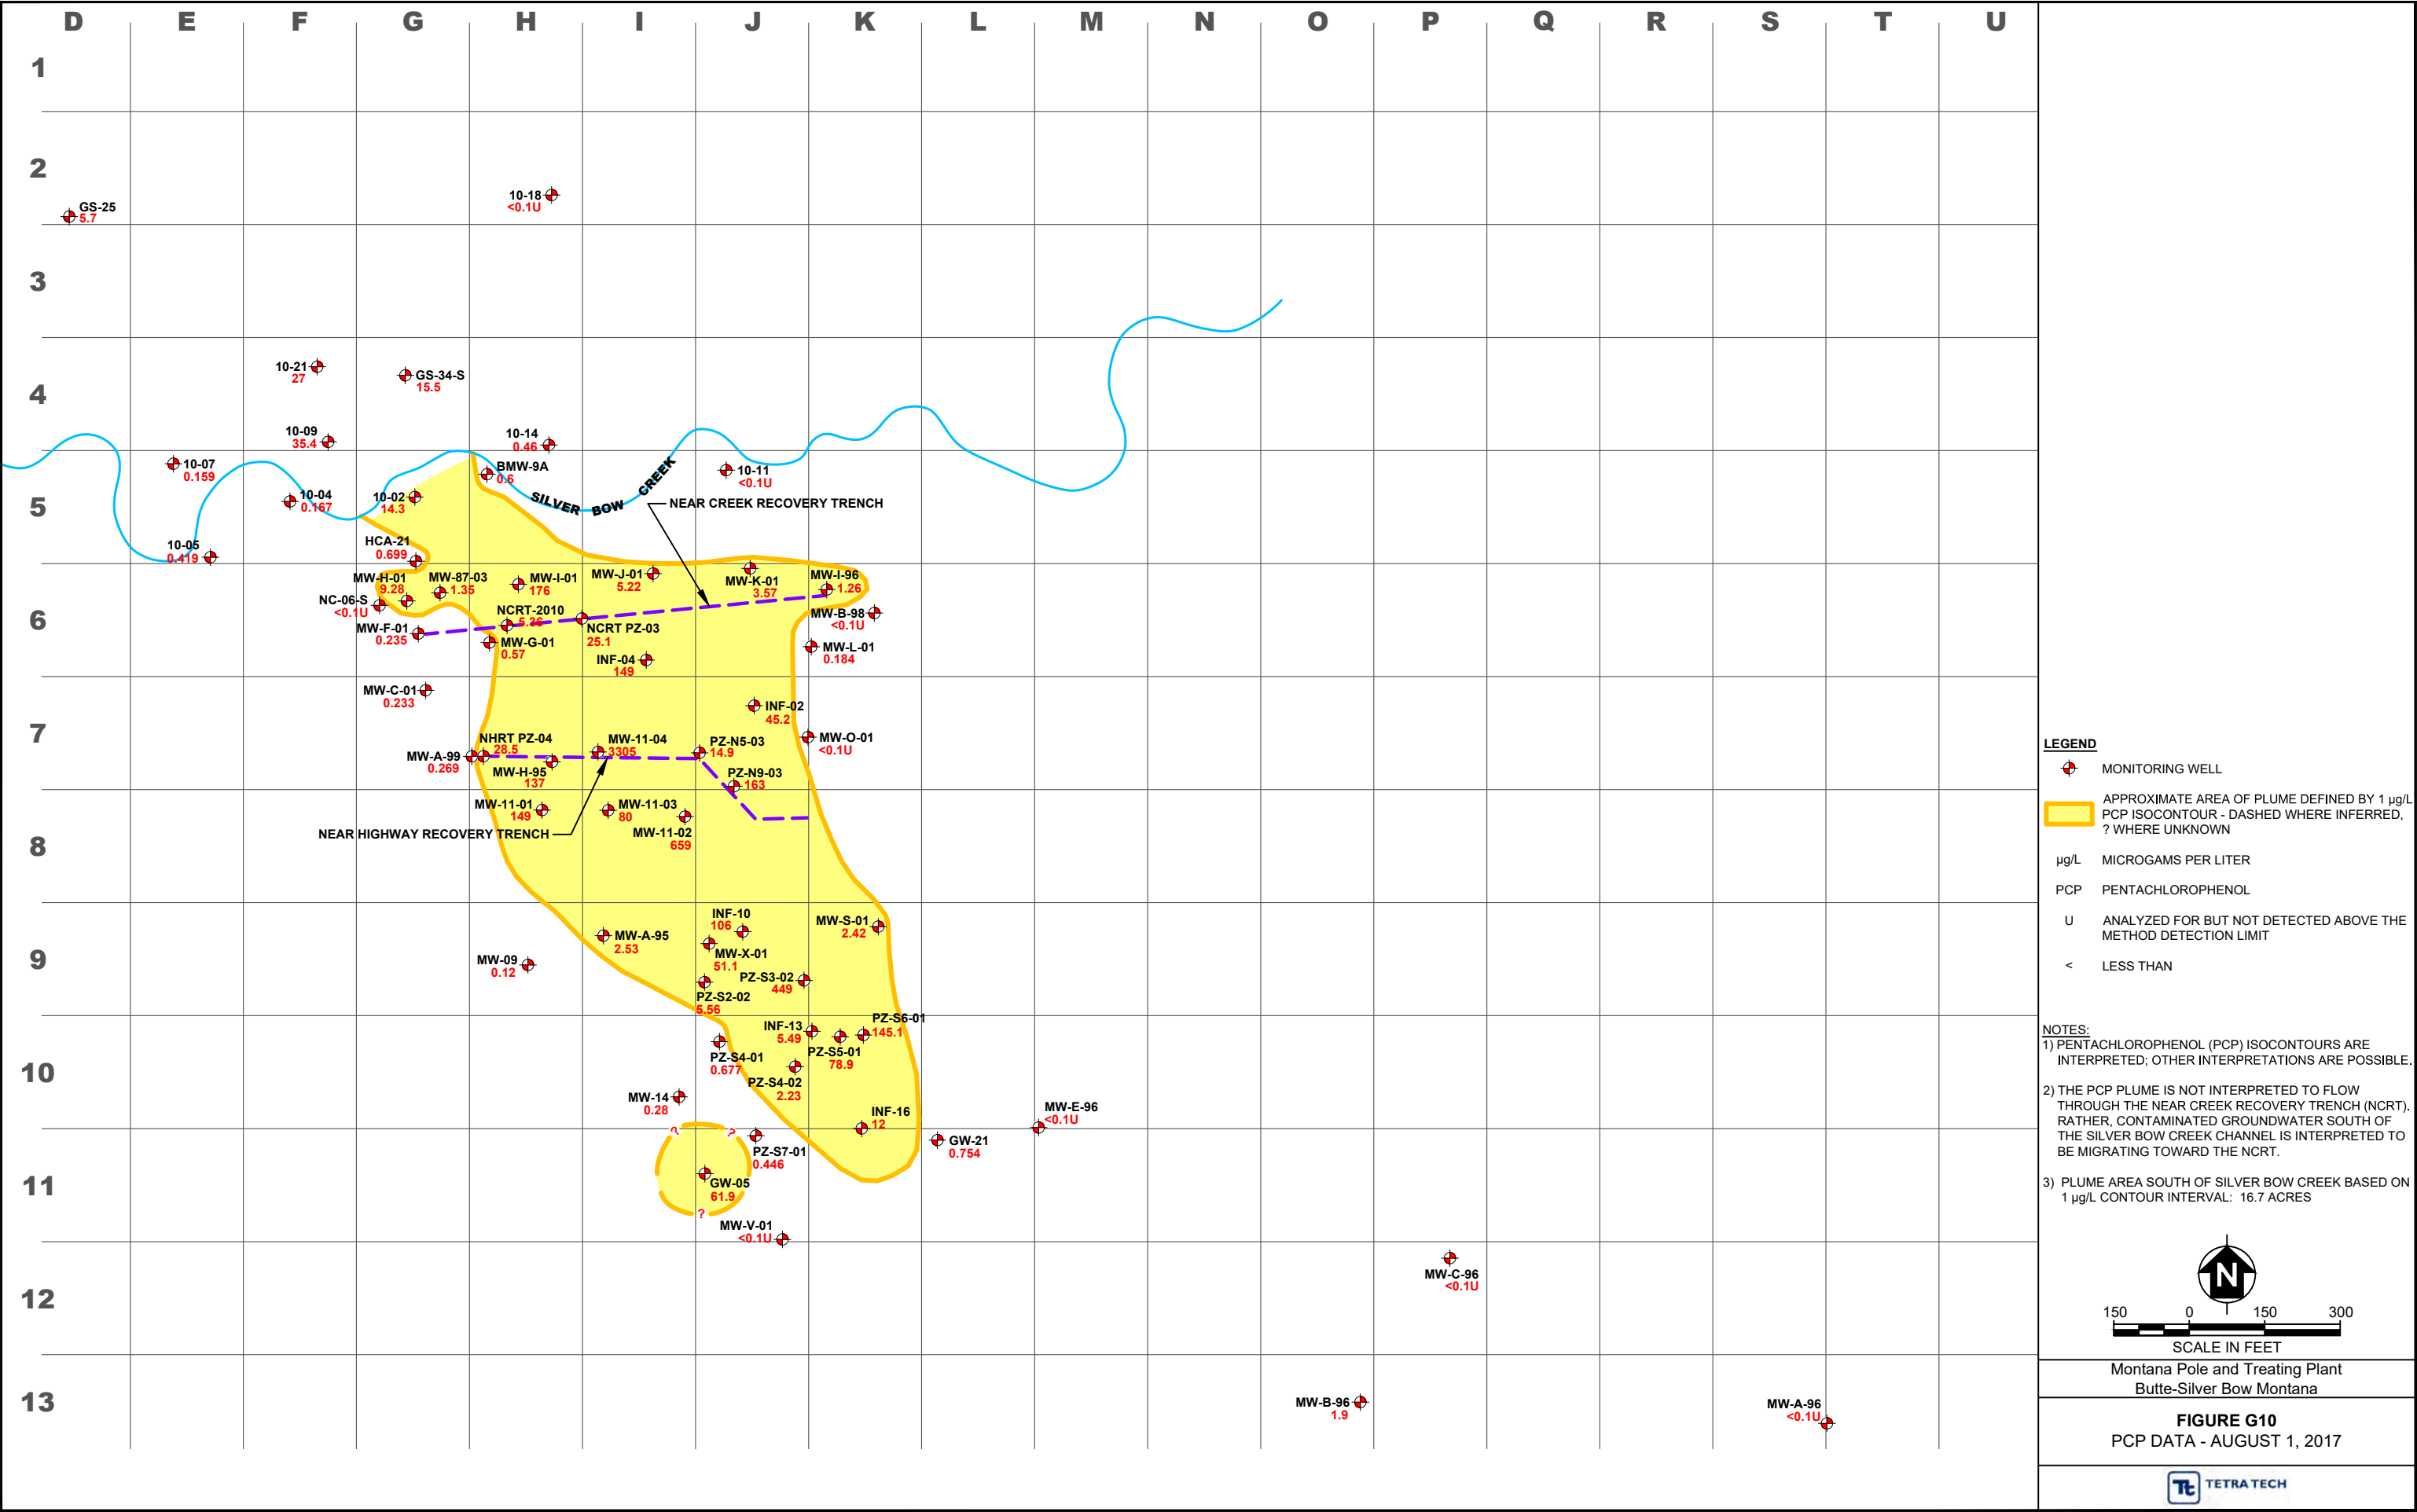 D E F G H I J K L M N O P Q R S T U
1
2
3
4
5
6
7
8
9
10
11
12
13
GS-25
5.7
10-18
<0.1U
10-21
27
GS-34-S
15.5
10-09
35.4
10-14
0.46
10-07
0.159
10-04
0.167
10-05
0.419
10-02
14.3
BMW-9A
0.6
10-11
<0.1U
SILVER BOW CREEK
NEAR CREEK RECOVERY TRENCH
HCA-21
0.699
MW-H-01
9.28
MW-87-03
1.35
NC-06-S
<0.1U
MW-I-01
176
MW-J-01
5.22
MW-K-01
3.57
MW-I-96
1.26
MW-B-98
<0.1U
MW-F-01
0.235
NCRT-2010
5.36
MW-G-01
0.57
NCRT PZ-03
25.1
INF-04
149
MW-L-01
0.184
MW-C-01
0.233
INF-02
45.2
MW-O-01
<0.1U
MW-A-99
0.269
NHRT PZ-04
28.5
MW-H-95
137
MW-11-04
3305
PZ-N5-03
14.9
PZ-N9-03
163
MW-11-01
149
MW-11-03
80
MW-11-02
659
NEAR HIGHWAY RECOVERY TRENCH
MW-A-95
2.53
MW-09
0.12
INF-10
106
MW-X-01
51.1
MW-S-01
2.42
PZ-S3-02
449
PZ-S2-02
5.56
INF-13
5.49
PZ-S6-01
145.1
PZ-S5-01
78.9
PZ-S4-01
0.677
PZ-S4-02
2.23
MW-14
0.28
INF-16
12
MW-E-96
<0.1U
GW-21
0.754
PZ-S7-01
0.446
? ?
GW-05
61.9
?
MW-V-01
<0.1U
MW-C-96
<0.1U
MW-B-96
1.9
MW-A-96
<0.1U
LEGEND
MONITORING WELL
APPROXIMATE AREA OF PLUME DEFINED BY 1 µg/L
PCP ISOCONTOUR - DASHED WHERE INFERRED,
? WHERE UNKNOWN
µg/L MICROGAMS PER LITER
PCP PENTACHLOROPHENOL
U ANALYZED FOR BUT NOT DETECTED ABOVE THE
METHOD DETECTION LIMIT
< LESS THAN
NOTES:
1) PENTACHLOROPHENOL (PCP) ISOCONTOURS ARE
INTERPRETED; OTHER INTERPRETATIONS ARE POSSIBLE.
2) THE PCP PLUME IS NOT INTERPRETED TO FLOW
THROUGH THE NEAR CREEK RECOVERY TRENCH (NCRT).
RATHER, CONTAMINATED GROUNDWATER SOUTH OF
THE SILVER BOW CREEK CHANNEL IS INTERPRETED TO
BE MIGRATING TOWARD THE NCRT.
3) PLUME AREA SOUTH OF SILVER BOW CREEK BASED ON
1 µg/L CONTOUR INTERVAL: 16.7 ACRES
N
150 0 150 300
SCALE IN FEET
Montana Pole and Treating Plant
Butte-Silver Bow Montana
FIGURE G10
PCP DATA - AUGUST 1, 2017
Tt TETRA TECH